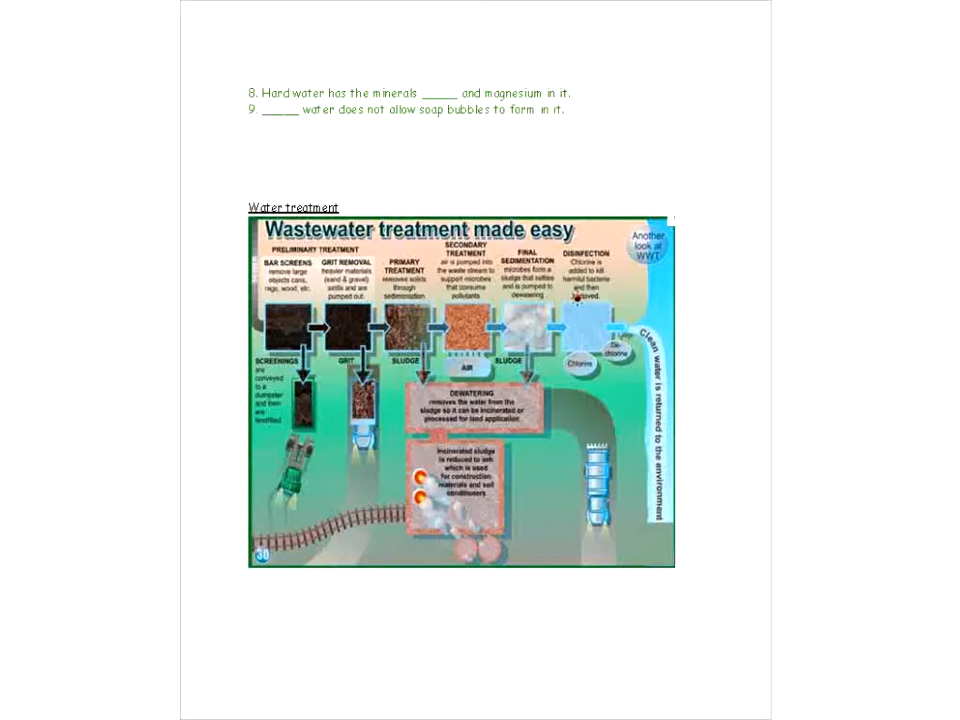 8. Hard water has the minerals _____ and magnesium in it.
9. _____ water does not allow soap bubbles to form in it.
Water treatment
Wastewater treatment made easy
Another
look at
WWT
PRELIMINARY TREATMENT
BAR SCREENS
remove large
objects cans,
rags, wood, etc.
GRIT REMOVAL
heavier materials
(sand & gravel)
settle and are
pumped out.
PRIMARY
TREATMENT
removes solids
through
sedimentation
SECONDARY
TREATMENT
air is pumped into
the waste stream to
support microbes
that consume
pollutants
FINAL
SEDIMENTATION
microbes form a
sludge that settles
and is pumped to
dewatering
DISINFECTION
Chlorine is
added to kill
harmful bacteria
and then
SCREENINGS
are
conveyed
to a
dumpster
and then
are
landfilled
GRIT
SLUDGE
AIR
SLUDGE
Chlorine
De-
chlorine
DEWATERING
removes the water from the
sludge so it can be incinerated or
processed for land application
Incinerated sludge
is reduced to ash
which is used
for construction
materials and soil
conditioners
Clean water is returned to the environment
30